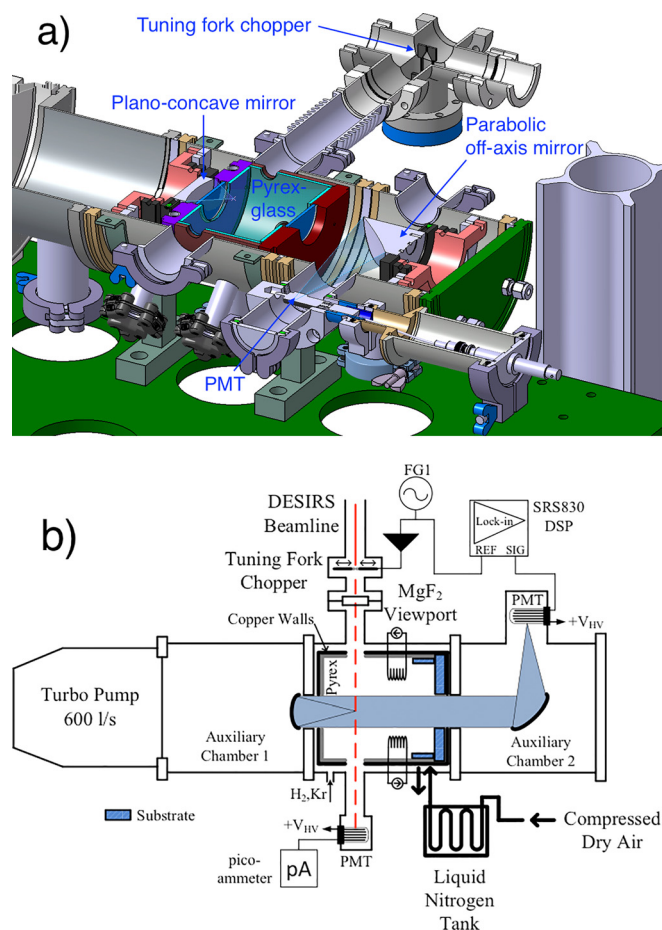 a)
Tuning fork chopper
Plano-concave mirror
Parabolic
off-axis mirror
Pyrex-
glass
PMT
b)
FG1
DESIRS
Beamline
SRS830
DSP
Lock-in
REF SIG
Tuning Fork
Chopper
MgF2
Viewport
PMT
+VHV
Copper Walls
Pyrex
Turbo Pump
600 l/s
Auxiliary
Chamber 1
Auxiliary
Chamber 2
H2,Kr
Substrate
+VHV
pico-
ammeter
pA
PMT
Compressed
Dry Air
Liquid
Nitrogen
Tank